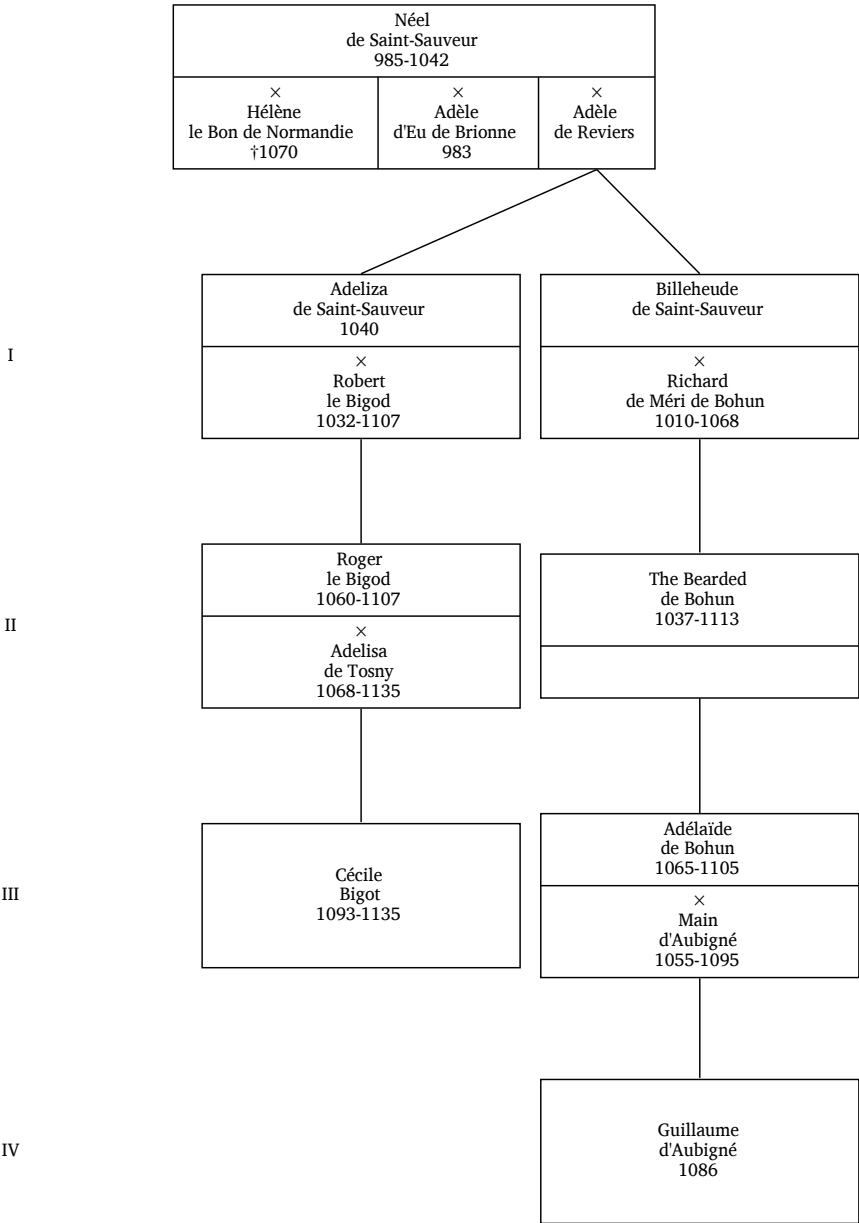 Néel
de Saint-Sauveur
985-1042
×
Hélène
le Bon de Normandie
†1070
×
Adèle
d'Eu de Brionne
983
×
Adèle
de Reviers
I
Adeliza
de Saint-Sauveur
1040
×
Robert
le Bigod
1032-1107
Billeheude
de Saint-Sauveur
×
Richard
de Méri de Bohun
1010-1068
II
Roger
le Bigod
1060-1107
×
Adelisa
de Tosny
1068-1135
The Bearded
de Bohun
1037-1113
III
Cécile
Bigot
1093-1135
Adélaïde
de Bohun
1065-1105
×
Main
d'Aubigné
1055-1095
IV
Guillaume
d'Aubigné
1086